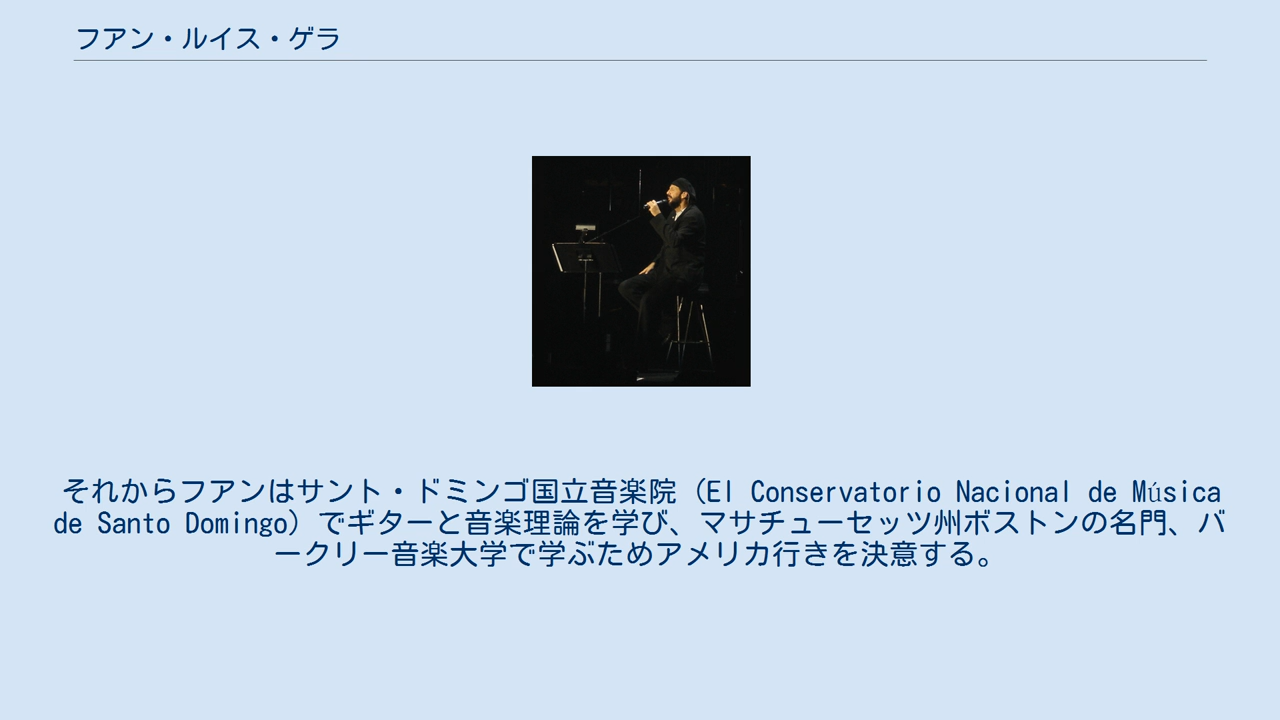 フアン・ルイス・ゲラ
それからフアンはサント・ドミンゴ国立音楽院（El Conservatorio Nacional de Música
de Santo Domingo）でギターと音楽理論を学び、マサチューセッツ州ボストンの名門、バ
ークリー音楽大学で学ぶためアメリカ行きを決意する。